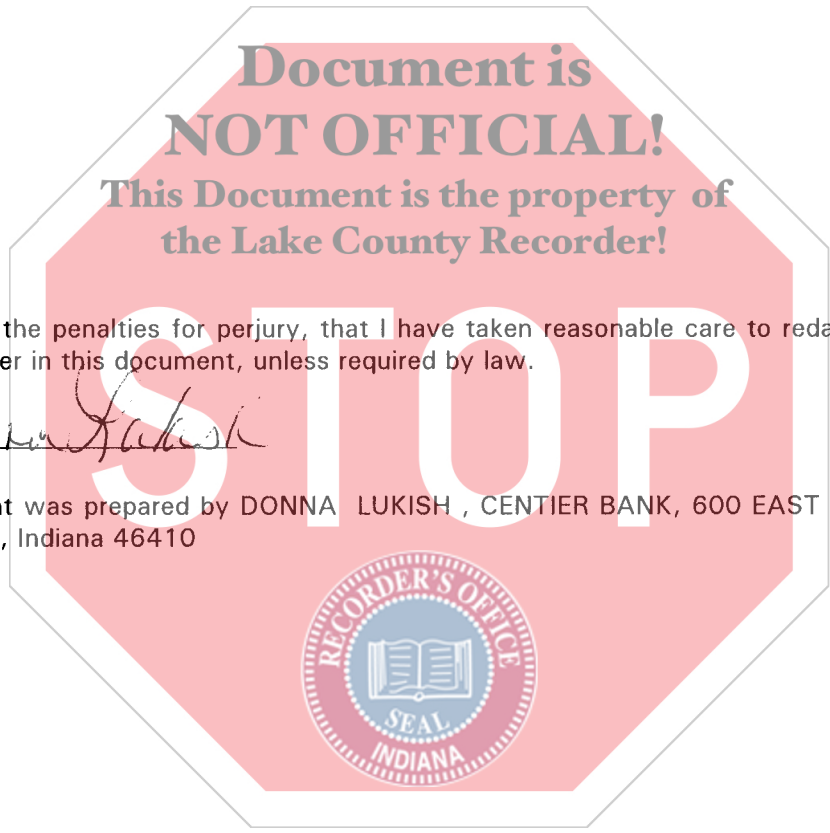 Document is
NOT OFFICIAL!
This Document is the property of
the Lake County Recorder!
STOP
the penalties for perjury, that I have taken reasonable care to reda
er in this document, unless required by law.
Lukish
t was prepared by DONNA LUKISH , CENTIER BANK, 600 EAST
, Indiana 46410
RECORDER'S OFFICE
SEAL
INDIANA